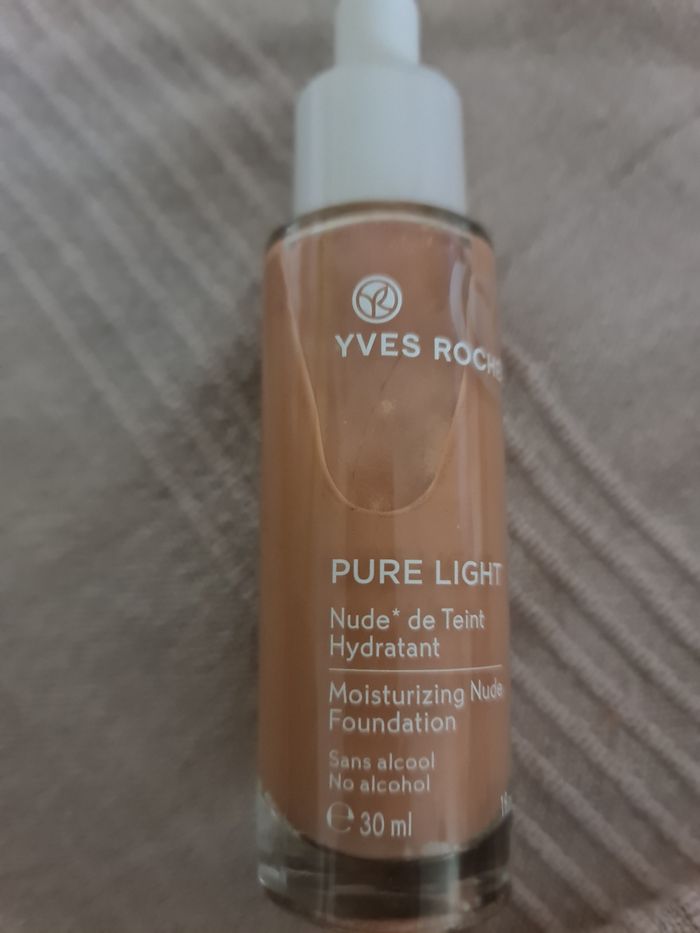 YVES ROCHE
PURE LIGHT
Nude* de Teint
Hydratant
Moisturizing Nude
Foundation
Sans alcool
No alcohol
℮ 30 ml